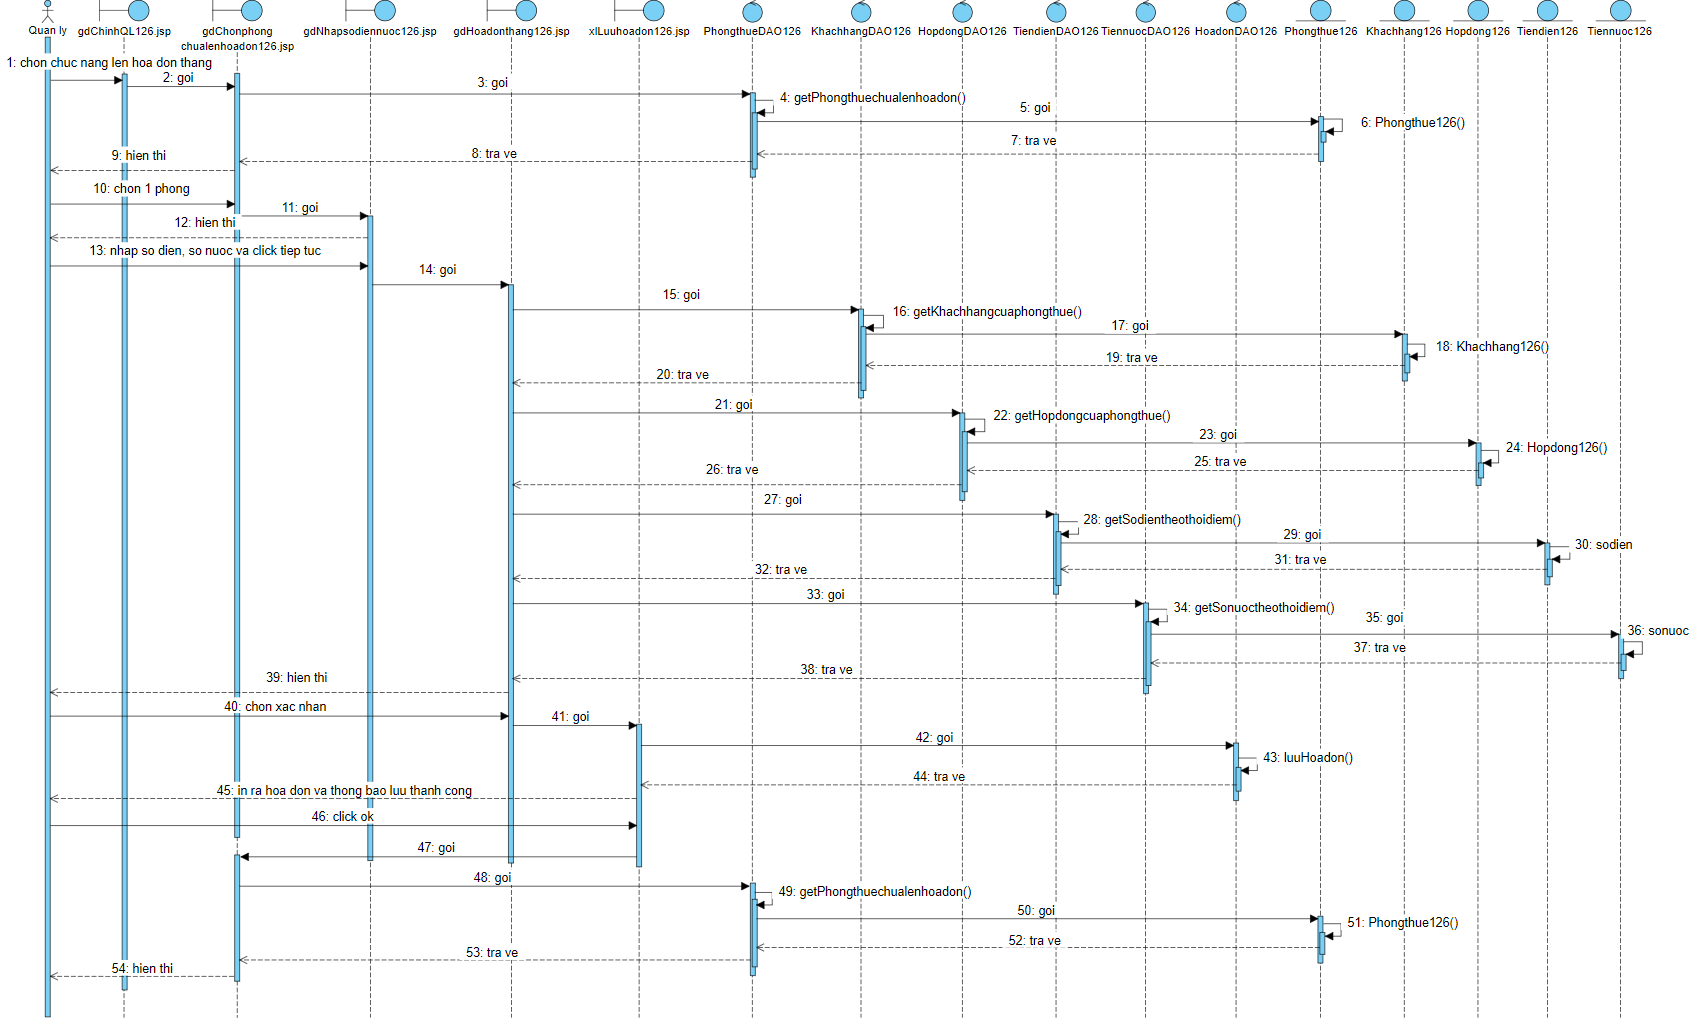 Quan ly
gdChinhQL126.jsp
gdChonphong
chualenhoadon126.jsp
gdNhapsodiennuoc126.jsp
gdHoadonthang126.jsp
xlLuuhoadon126.jsp
PhongthueDAO126
KhachhangDAO126
HopdongDAO126
TiendienDAO126
TiennuocDAO126
HoadonDAO126
Phongthue126
Khachhang126
Hopdong126
Tiendien126
Tiennuoc126
1: chon chuc nang len hoa don thang
2: goi
3: goi
4: getPhongthuechualenhoadon()
5: goi
6: Phongthue126()
7: tra ve
8: tra ve
9: hien thi
10: chon 1 phong
11: goi
12: hien thi
13: nhap so dien, so nuoc va click tiep tuc
14: goi
15: goi
16: getKhachhangcuaphongthue()
17: goi
18: Khachhang126()
19: tra ve
20: tra ve
21: goi
22: getHopdongcuaphongthue()
23: goi
24: Hopdong126()
25: tra ve
26: tra ve
27: goi
28: getSodientheothoidiem()
29: goi
30: sodien
31: tra ve
32: tra ve
33: goi
34: getSonuoctheothoidiem()
35: goi
36: sonuoc
37: tra ve
38: tra ve
39: hien thi
40: chon xac nhan
41: goi
42: goi
43: luuHoadon()
44: tra ve
45: in ra hoa don va thong bao luu thanh cong
46: click ok
47: goi
48: goi
49: getPhongthuechualenhoadon()
50: goi
51: Phongthue126()
52: tra ve
53: tra ve
54: hien thi